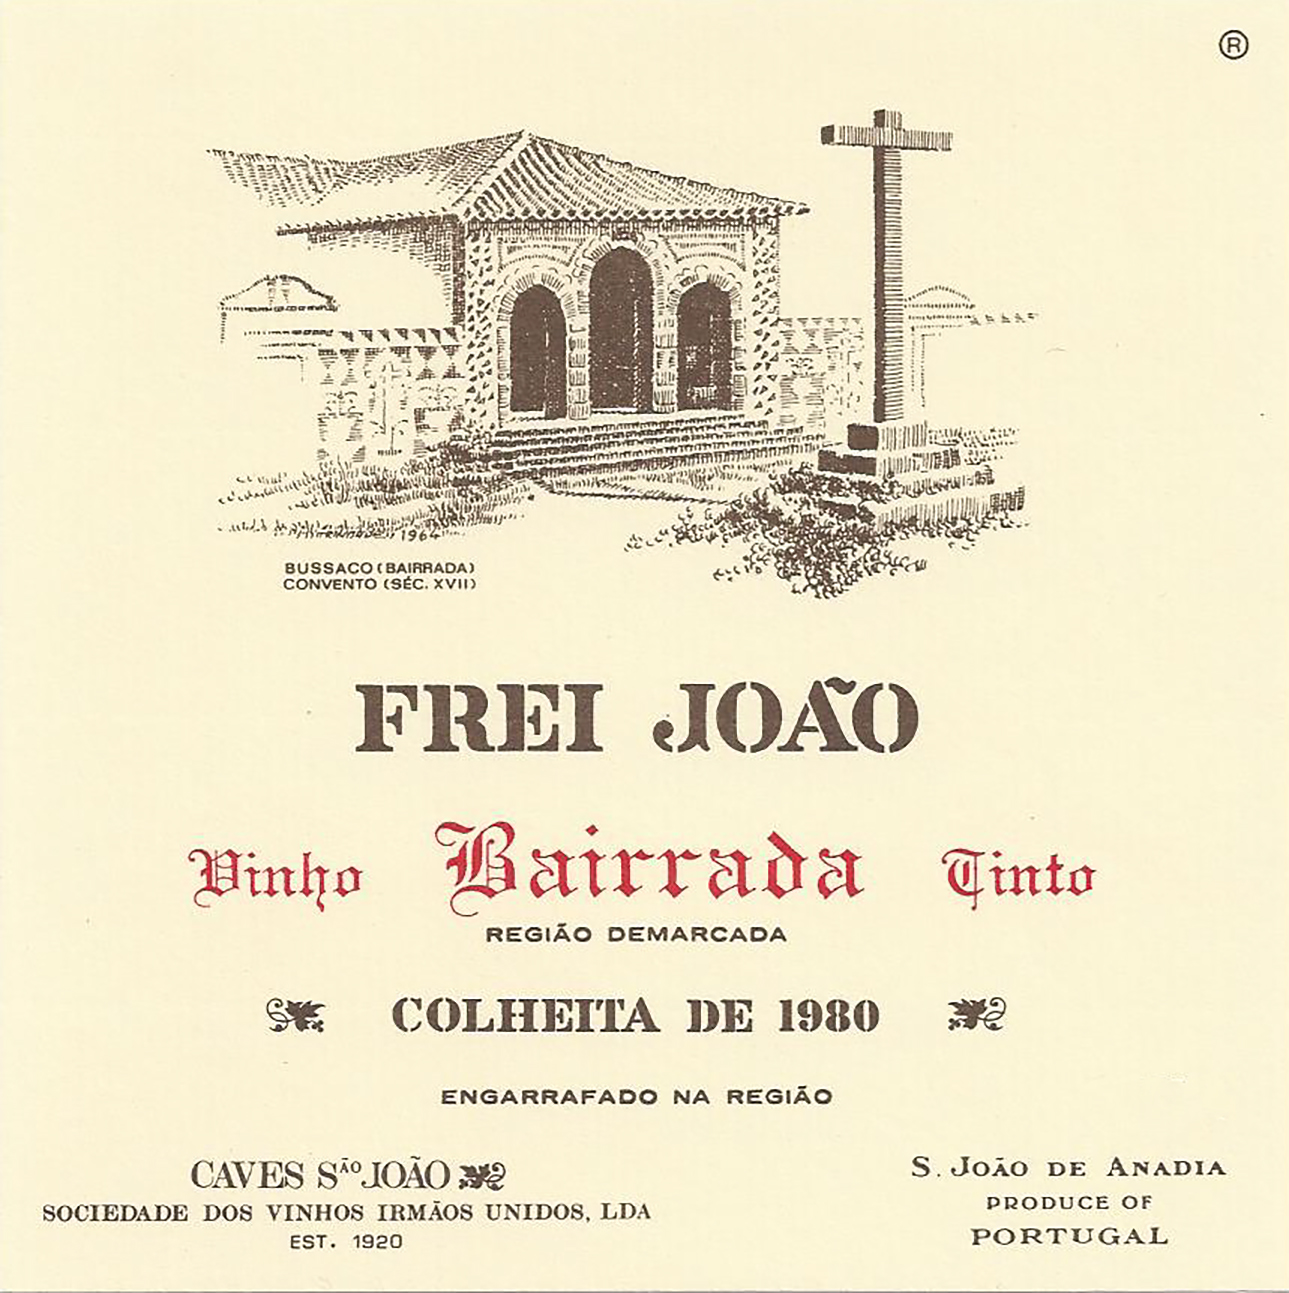 ®
1964
BUSSACO (BAIRRADA)
CONVENTO (SÉC. XVII)
FREI JOÃO
Vinho Bairrada Tinto
REGIÃO DEMARCADA
COLHEITA DE 1980
ENGARRAFADO NA REGIÃO
CAVES SÃO JOÃO
SOCIEDADE DOS VINHOS IRMÃOS UNIDOS, LDA
EST. 1920
S. JOÃO DE ANADIA
PRODUCE OF
PORTUGAL